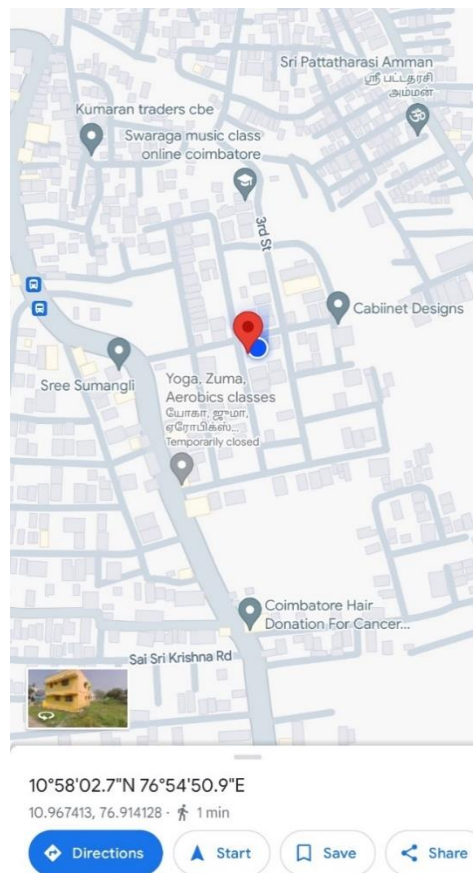 Sri Pattatharasi Amman
ஸ்ரீ பட்டதரசி
அம்மன்
Kumaran traders cbe
Swaraga music class
online coimbatore
3rd St
Cabiinet Designs
Sree Sumangli
Yoga, Zuma,
Aerobics classes
யோகா, ஜுமா,
ஏரோபிக்ஸ்...
Temporarily closed
Coimbatore Hair
Donation For Cancer...
Sai Sri Krishna Rd
10°58'02.7"N 76°54'50.9"E
10.967413, 76.914128 · 1 min
Directions
Start
Save
Share